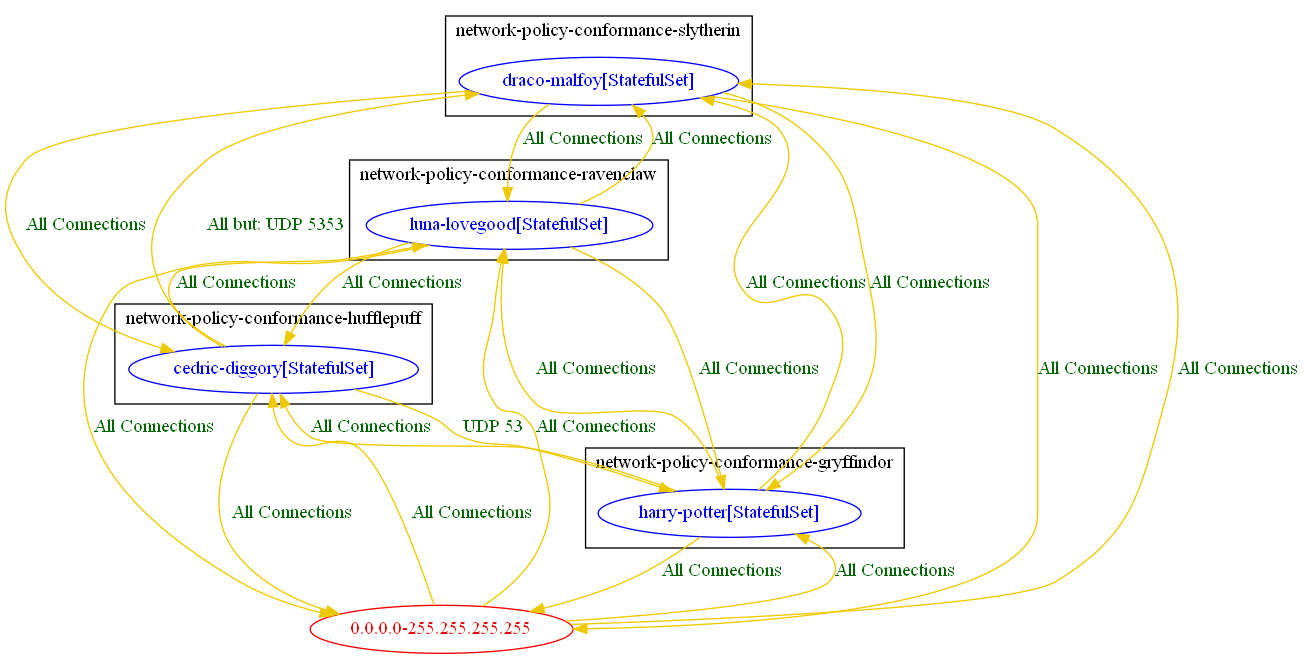 network-policy-conformance-slytherin
draco-malfoy[StatefulSet]
All Connections
All Connections
network-policy-conformance-ravenclaw
luna-lovegood[StatefulSet]
All Connections
All but: UDP 5353
All Connections
All Connections
All Connections
All Connections
network-policy-conformance-hufflepuff
cedric-diggory[StatefulSet]
All Connections
All Connections
All Connections
All Connections
All Connections
All Connections
UDP 53
All Connections
network-policy-conformance-gryffindor
harry-potter[StatefulSet]
All Connections
All Connections
All Connections
All Connections
0.0.0.0-255.255.255.255